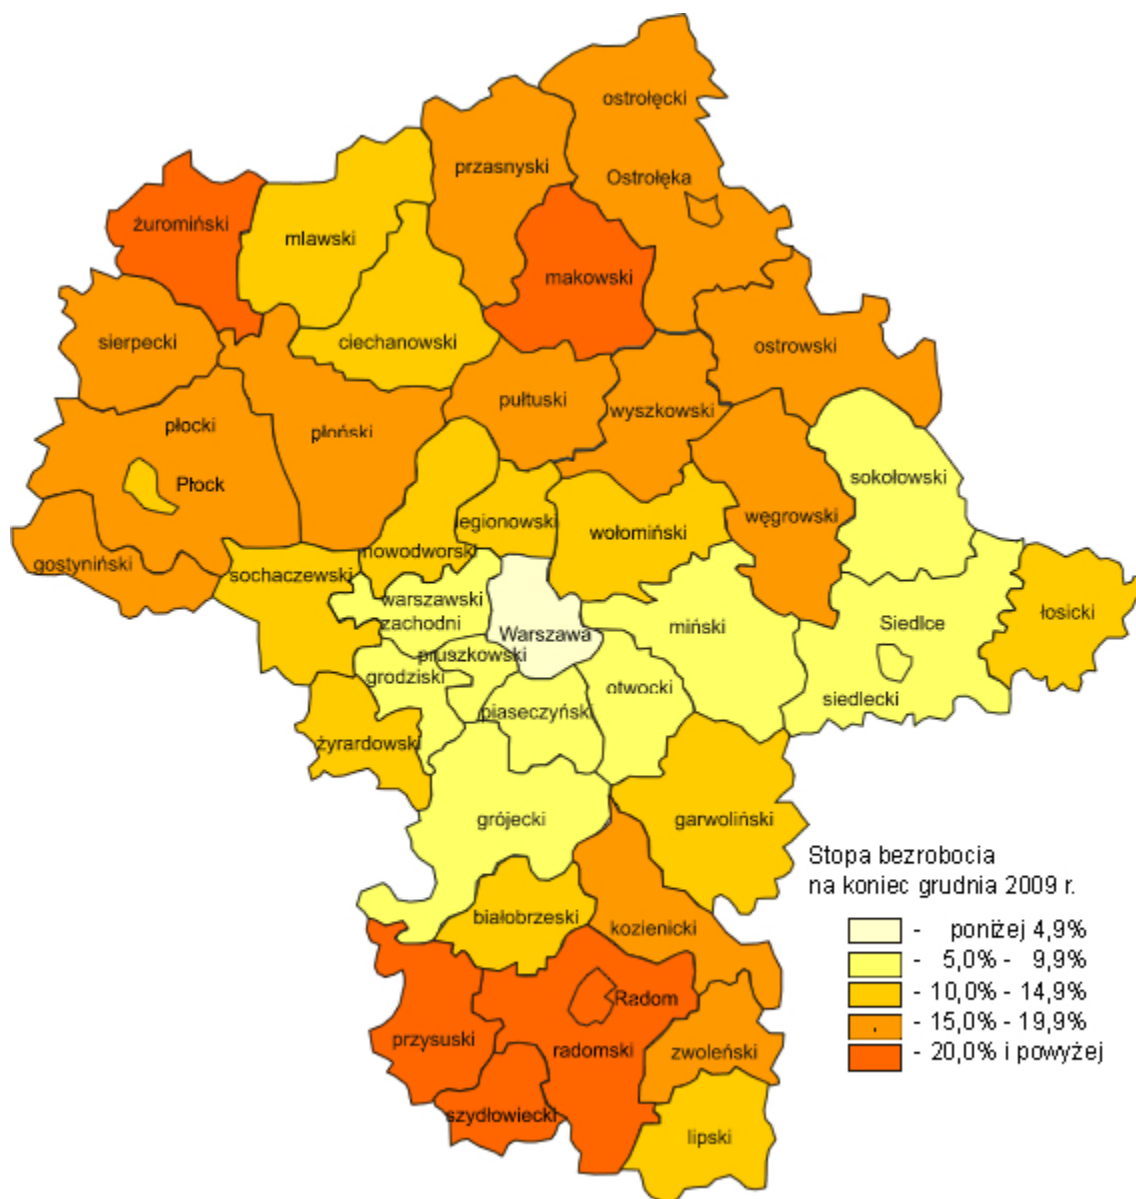 ostrołęcki
przasnyski
Ostrołęka
żuromiński
mlawski
makowski
sierpecki
ciechanowski
ostrowski
pułtuski
wyszkowski
płocki
płoński
sokołowski
Płock
węgrowski
legionowski
wołomiński
nowodworski
gostyniński
sochaczewski
warszawski
zachodni
Warszawa
miński
Siedlce
łosicki
pruszkowski
grodziski
otwocki
siedlecki
piaseczyński
żyrardowski
grójecki
garwoliński
białobrzeski
kozienicki
Radom
przysuski
radomski
zwoleński
szydłowiecki
lipski
Stopa bezrobocia
na koniec grudnia 2009 r.
- poniżej 4,9%
- 5,0% - 9,9%
- 10,0% - 14,9%
- 15,0% - 19,9%
- 20,0% i powyżej